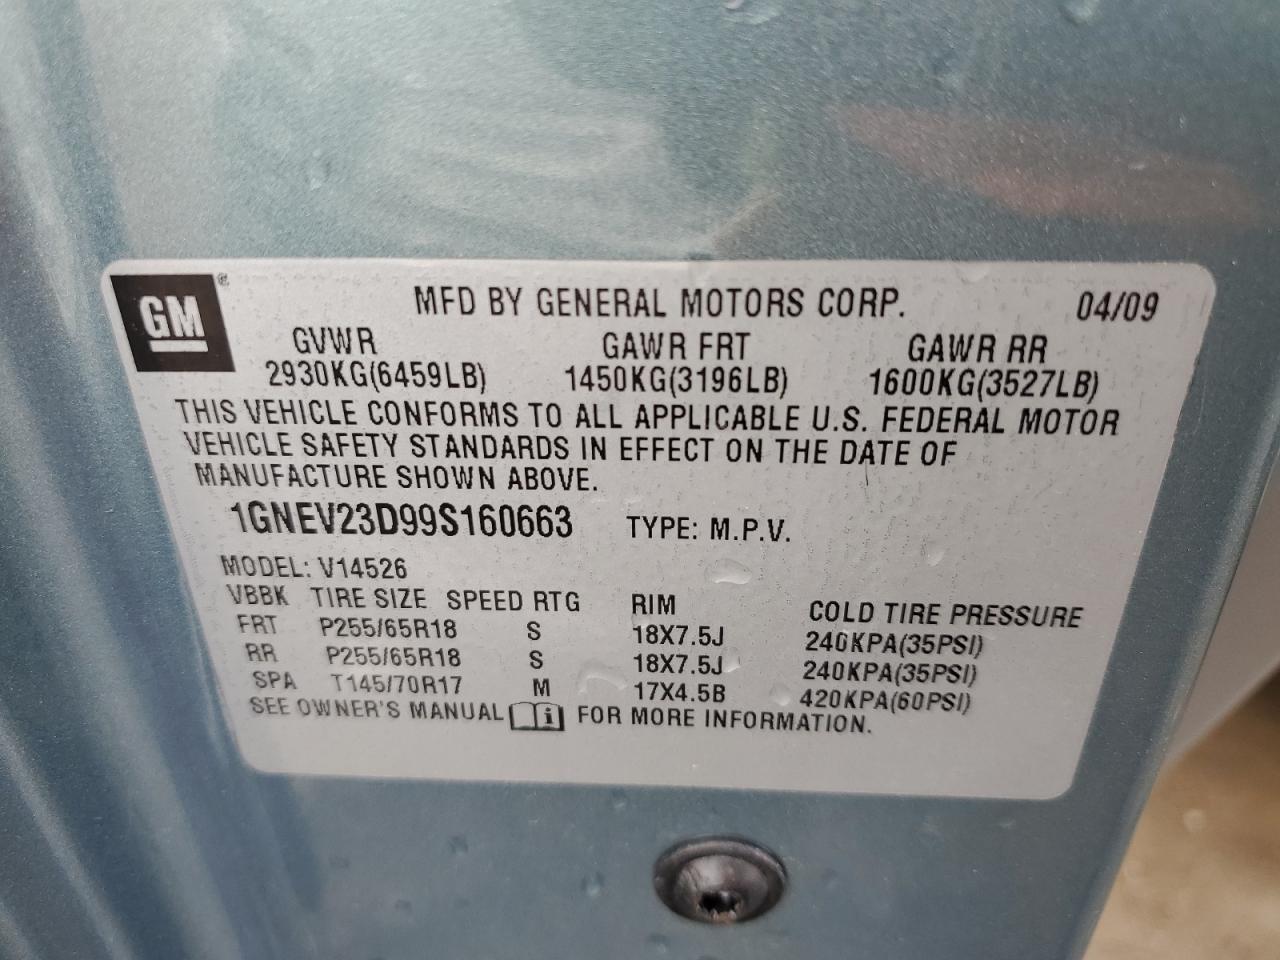 GM ®
MFD BY GENERAL MOTORS CORP. 04/09
GVWR GAWR FRT GAWR RR
2930KG(6459LB) 1450KG(3196LB) 1600KG(3527LB)
THIS VEHICLE CONFORMS TO ALL APPLICABLE U.S. FEDERAL MOTOR
VEHICLE SAFETY STANDARDS IN EFFECT ON THE DATE OF
MANUFACTURE SHOWN ABOVE.
1GNEV23D99S160663 TYPE: M.P.V.
MODEL: V14526
VBBK TIRE SIZE SPEED RTG RIM COLD TIRE PRESSURE
FRT P255/65R18 S 18X7.5J 240KPA(35PSI)
RR P255/65R18 S 18X7.5J 240KPA(35PSI)
SPA T145/70R17 M 17X4.5B 420KPA(60PSI)
SEE OWNER'S MANUAL i FOR MORE INFORMATION.